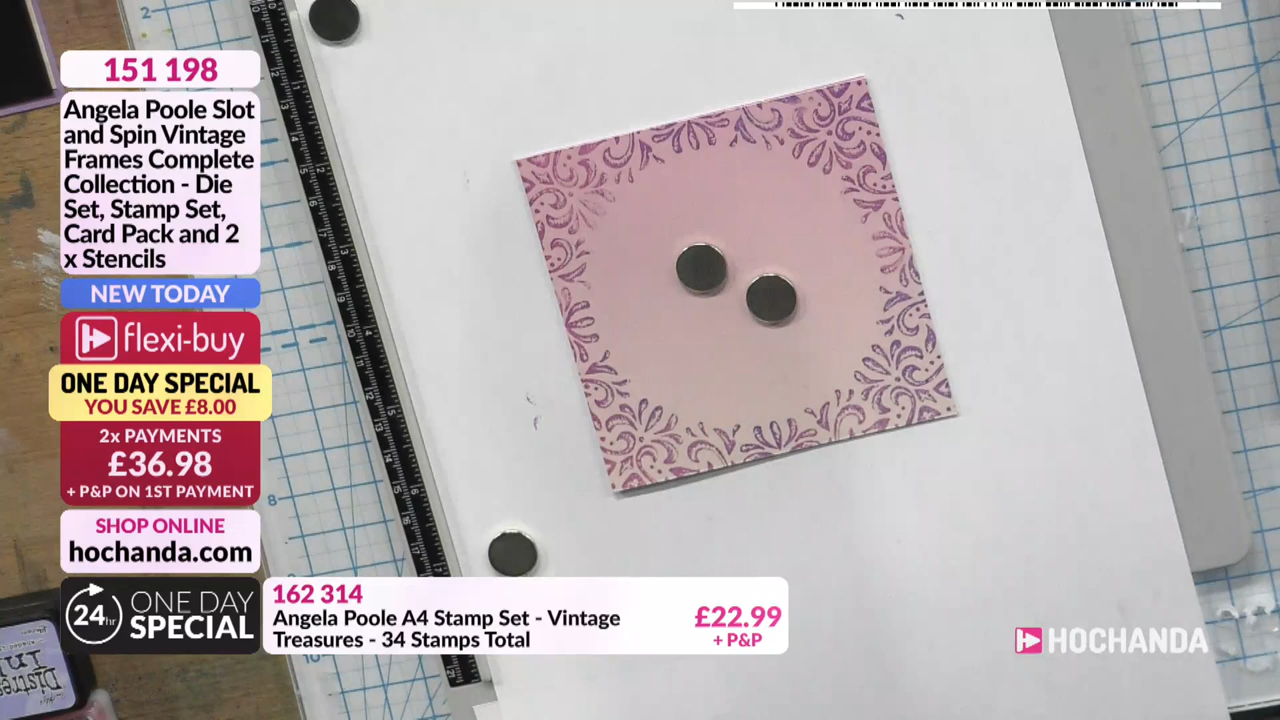 151 198
Angela Poole Slot
and Spin Vintage
Frames Complete
Collection - Die
Set, Stamp Set,
Card Pack and 2
x Stencils
NEW TODAY
flexi-buy
ONE DAY SPECIAL
YOU SAVE £8.00
2x PAYMENTS
£36.98
+ P&P ON 1ST PAYMENT
SHOP ONLINE
hochanda.com
24hr
ONE DAY
SPECIAL
162 314
Angela Poole A4 Stamp Set - Vintage
Treasures - 34 Stamps Total
£22.99
+ P&P
HOCHANDA
Distress
Ink